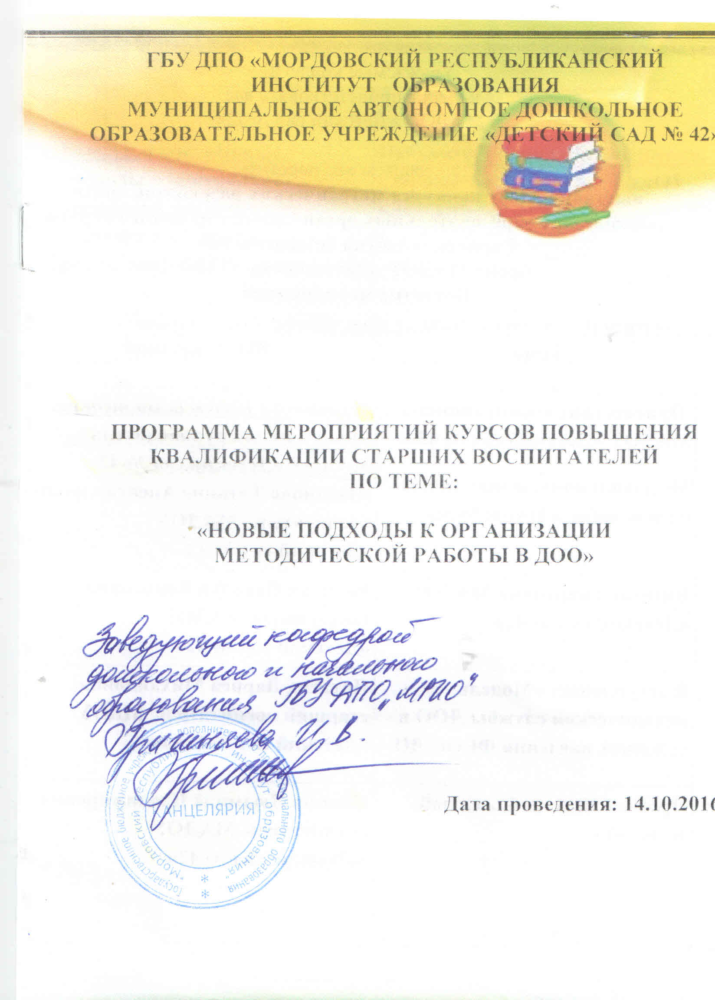 ГБУ ДПО «МОРДОВСКИЙ РЕСПУБЛИКАНСКИЙ
ИНСТИТУТ ОБРАЗОВАНИЯ
МУНИЦИПАЛЬНОЕ АВТОНОМНОЕ ДОШКОЛЬНОЕ
ОБРАЗОВАТЕЛЬНОЕ УЧРЕЖДЕНИЕ «ДЕТСКИЙ САД № 42»
ПРОГРАММА МЕРОПРИЯТИЙ КУРСОВ ПОВЫШЕНИЯ
КВАЛИФИКАЦИИ СТАРШИХ ВОСПИТАТЕЛЕЙ
ПО ТЕМЕ:
«НОВЫЕ ПОДХОДЫ К ОРГАНИЗАЦИИ
МЕТОДИЧЕСКОЙ РАБОТЫ В ДОО»
Заведующий кафедрой
дошкольного и начального
образования ГБУ ДПО „МРИО"
Гришняева И. В.
Дата проведения: 14.10.2016
Государственное бюджетное учреждение дополнительного профессионального образования
"Мордовский республиканский институт образования"
КАНЦЕЛЯРИЯ